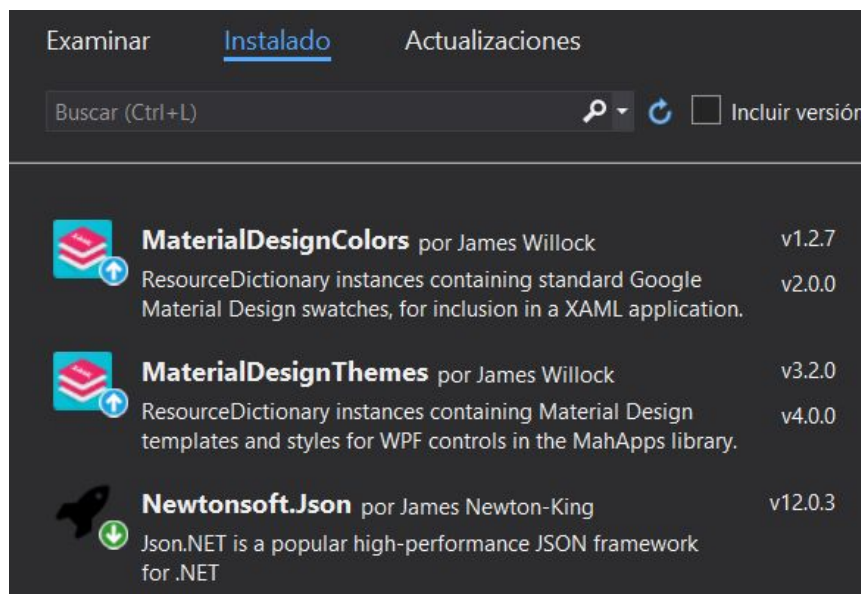 Examinar Instalado Actualizaciones
Buscar (Ctrl+L) Incluir versión
MaterialDesignColors por James Willock v1.2.7
ResourceDictionary instances containing standard Google v2.0.0
Material Design swatches, for inclusion in a XAML application.
MaterialDesignThemes por James Willock v3.2.0
ResourceDictionary instances containing Material Design v4.0.0
templates and styles for WPF controls in the MahApps library.
Newtonsoft.Json por James Newton-King v12.0.3
Json.NET is a popular high-performance JSON framework
for .NET